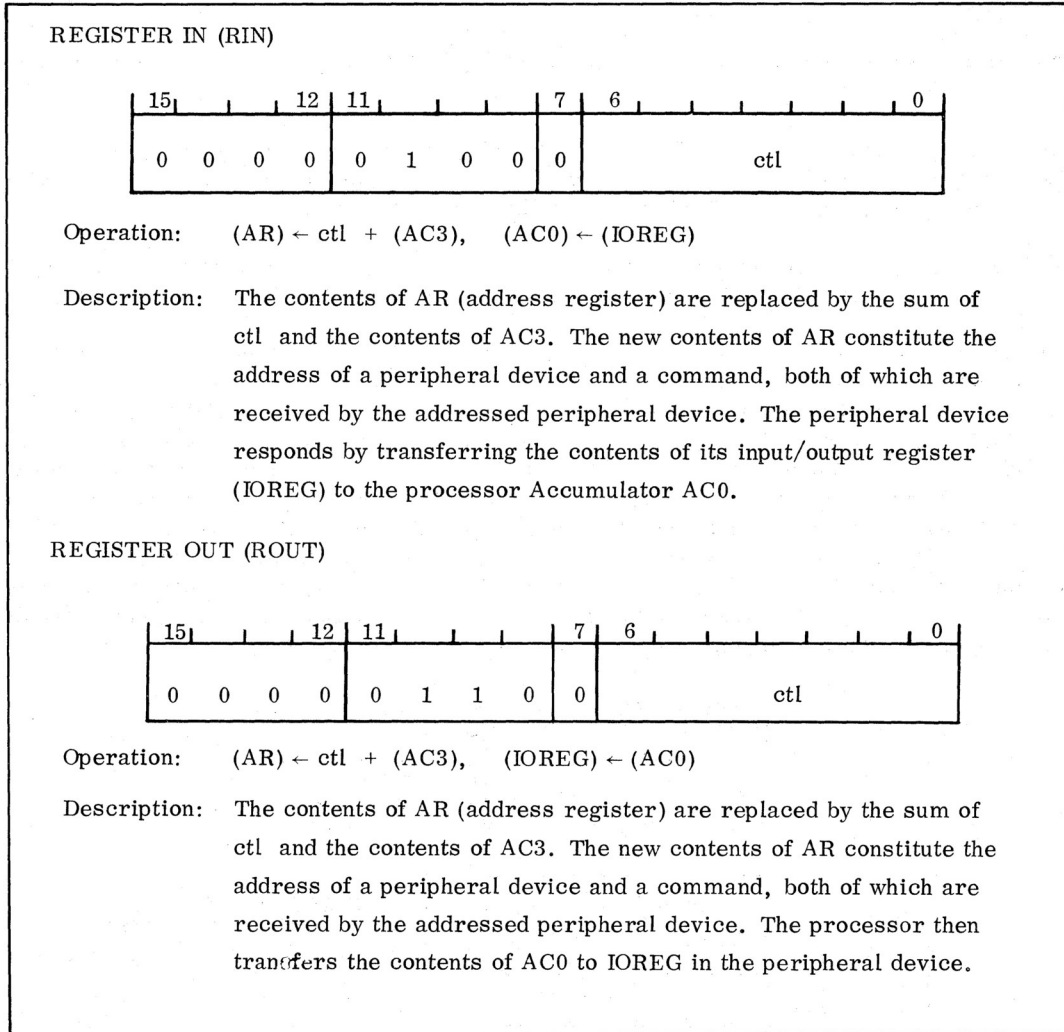 REGISTER IN (RIN)
15 12 11 7 6 0
0 0 0 0 0 1 0 0 0 ctl
Operation: (AR) ← ctl + (AC3), (AC0) ← (IOREG)
Description: The contents of AR (address register) are replaced by the sum of
ctl and the contents of AC3. The new contents of AR constitute the
address of a peripheral device and a command, both of which are
received by the addressed peripheral device. The peripheral device
responds by transferring the contents of its input/output register
(IOREG) to the processor Accumulator AC0.
REGISTER OUT (ROUT)
15 12 11 7 6 0
0 0 0 0 0 1 1 0 0 ctl
Operation: (AR) ← ctl + (AC3), (IOREG) ← (AC0)
Description: The contents of AR (address register) are replaced by the sum of
ctl and the contents of AC3. The new contents of AR constitute the
address of a peripheral device and a command, both of which are
received by the addressed peripheral device. The processor then
transfers the contents of AC0 to IOREG in the peripheral device.